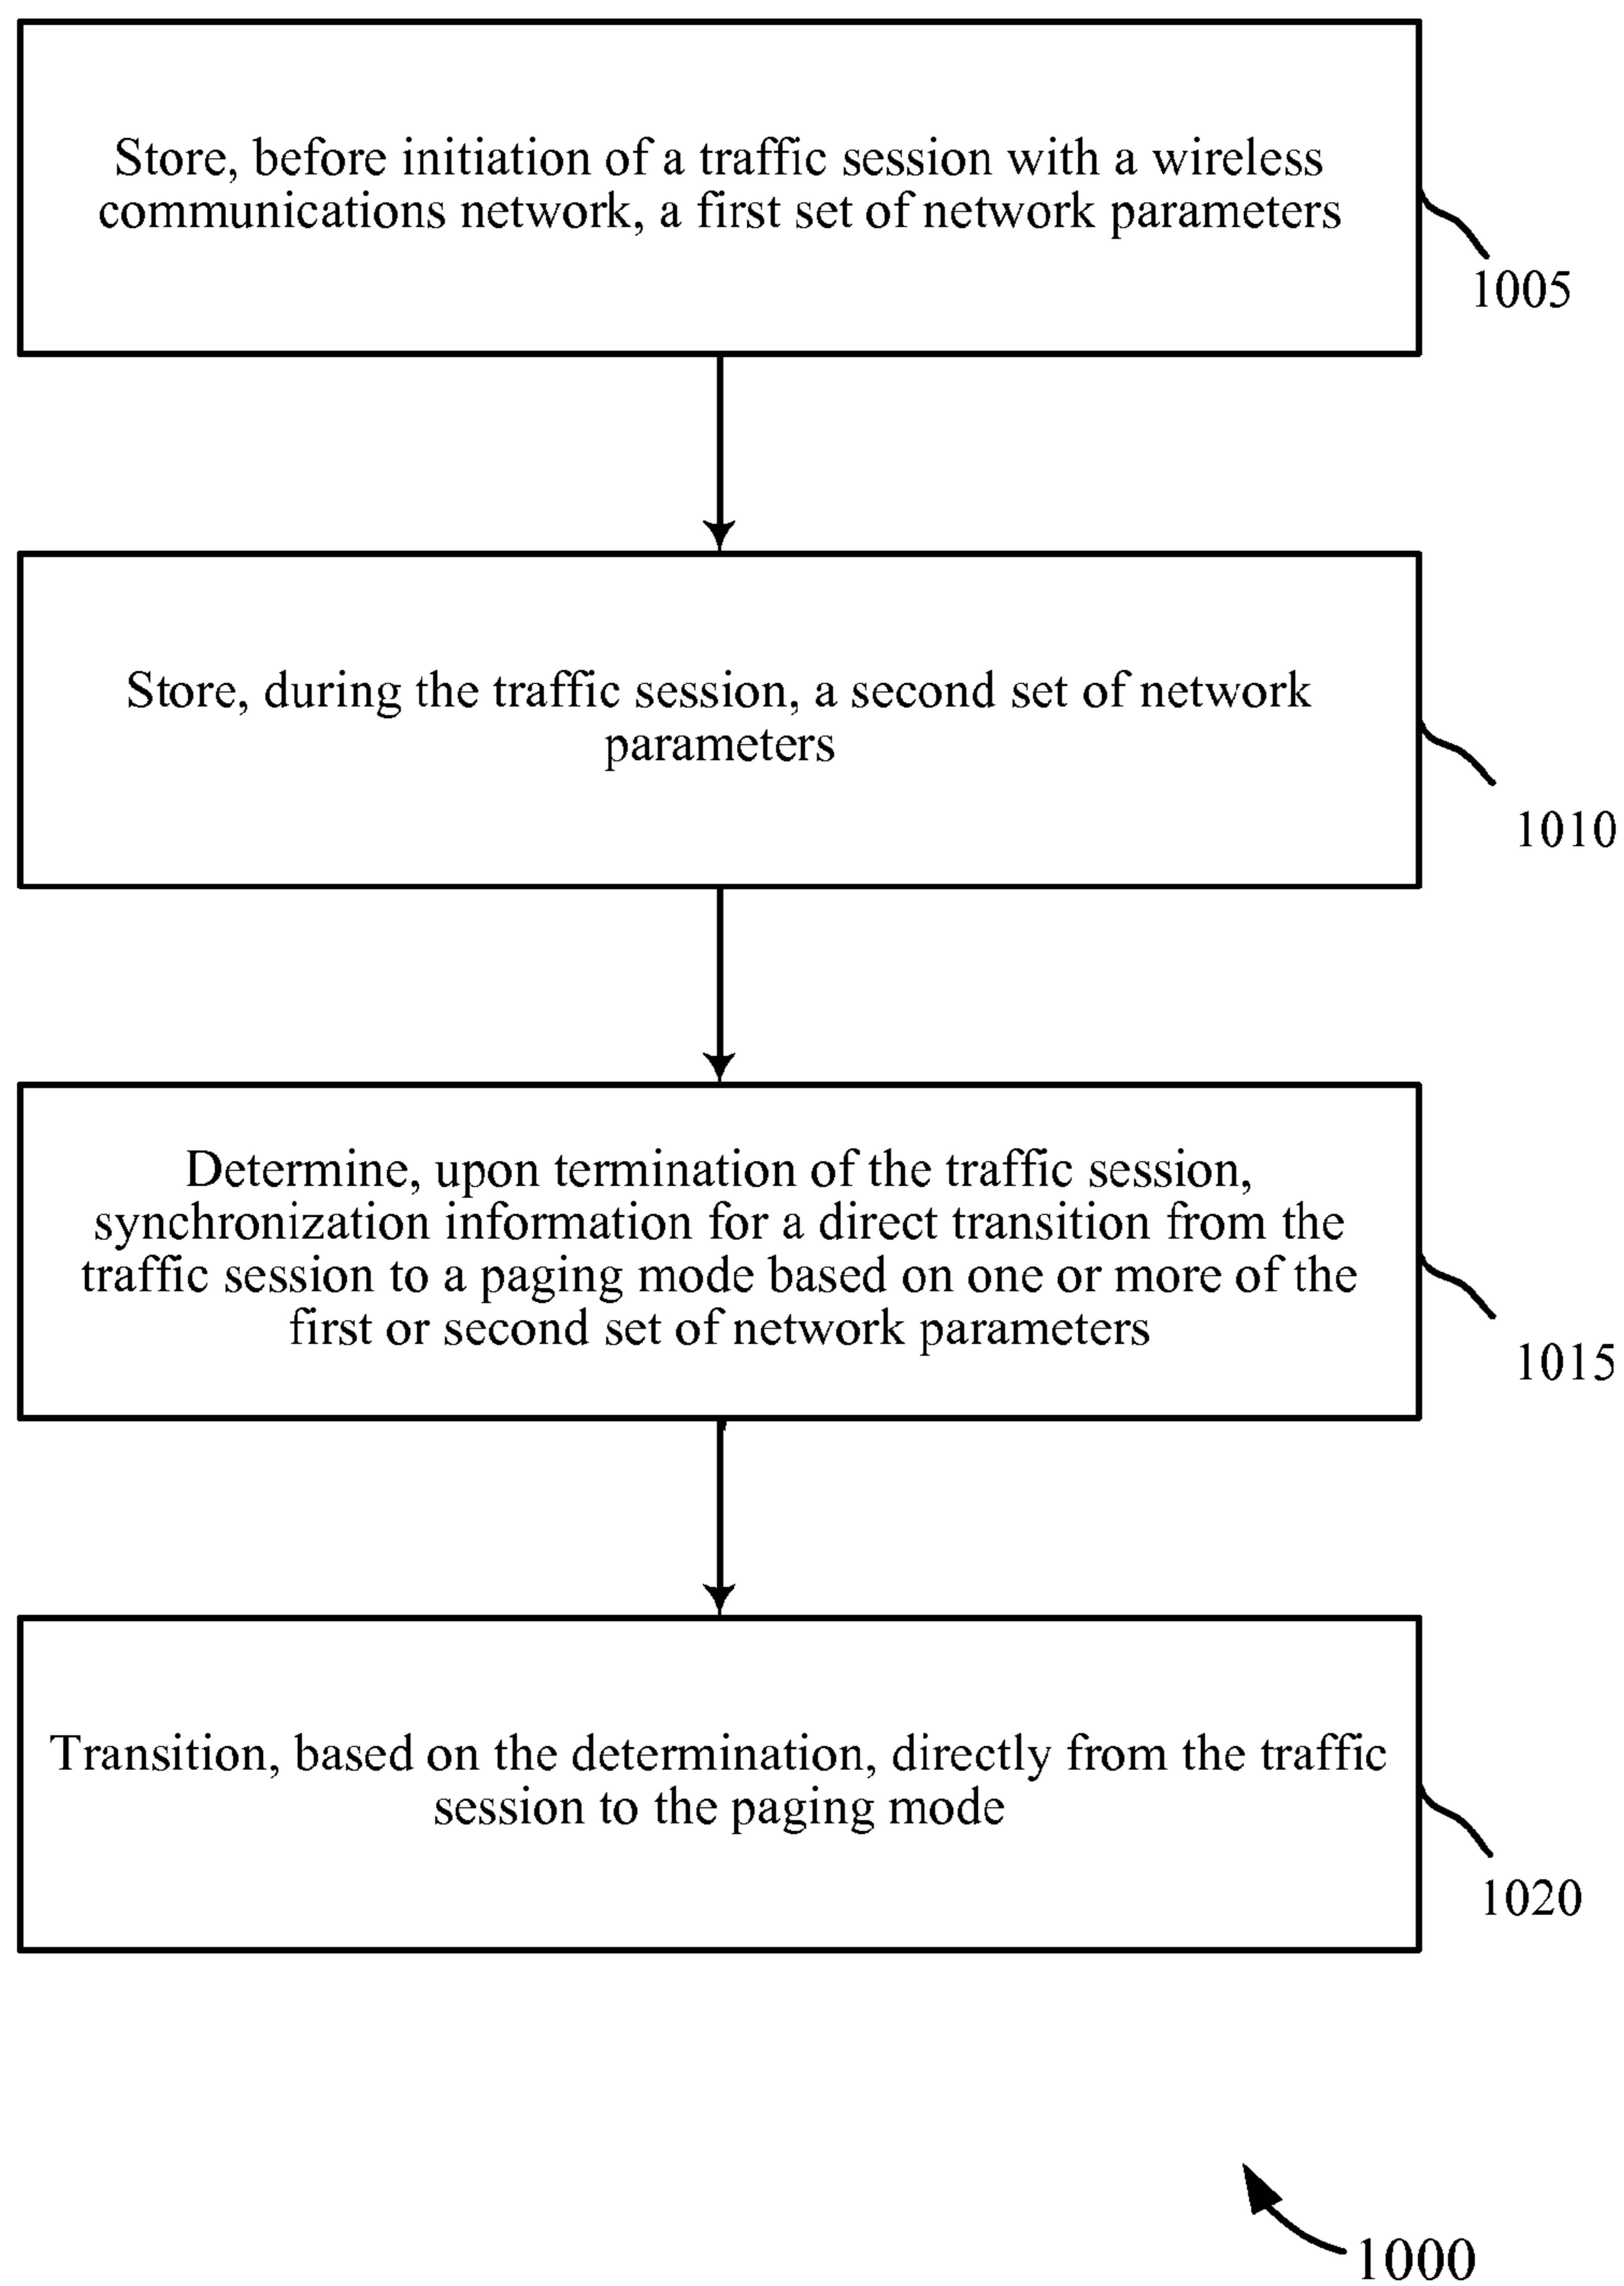 Store, before initiation of a traffic session with a wireless
communications network, a first set of network parameters
1005
Store, during the traffic session, a second set of network
parameters
1010
Determine, upon termination of the traffic session,
synchronization information for a direct transition from the
traffic session to a paging mode based on one or more of the
first or second set of network parameters
1015
Transition, based on the determination, directly from the traffic
session to the paging mode
1020
1000